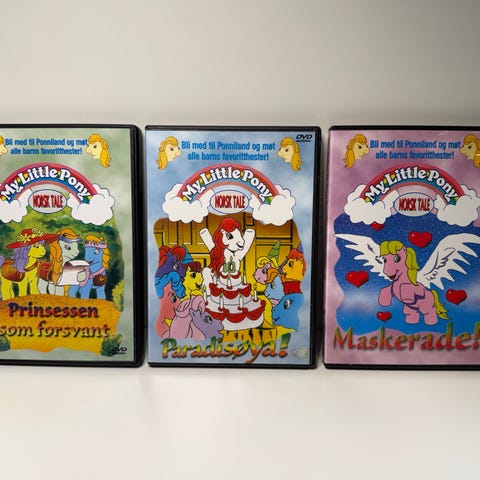 Bli med til Ponniland og møt
alle barns favoritthester!
My Little Pony
NORSK TALE
Prinsessen
som forsvant
DVD
DVD
Bli med til Ponniland og møt
alle barns favoritthester!
My Little Pony
NORSK TALE
10
Paradisøya!
Bli med til Ponniland og møt
alle barns favoritthester!
My Little Pony
NORSK TALE
Maskerade!